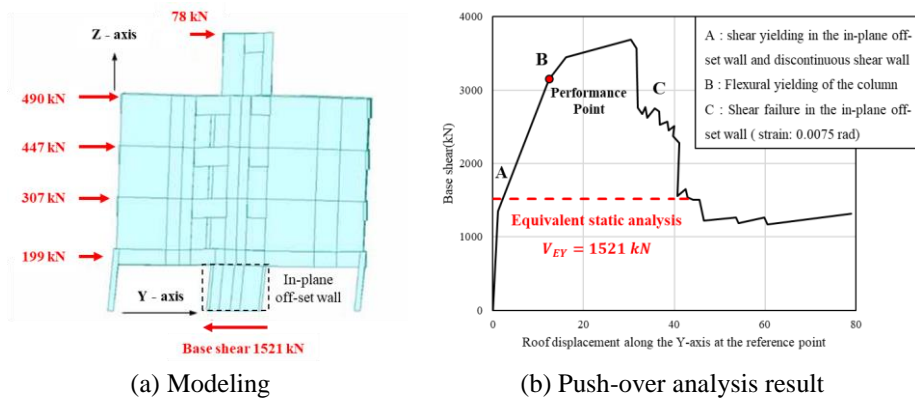 78 kN
Z - axis
490 kN
447 kN
307 kN
199 kN
Y - axis
In-plane
off-set wall
Base shear 1521 kN
(a) Modeling
4000
3000
2000
1000
0
Base shear(kN)
0
20
40
60
80
Roof displacement along the Y-axis at the reference point
A
B
Performance
Point
C
Equivalent static analysis
V_EY = 1521 kN
A : shear yielding in the in-plane off-
set wall and discontinuous shear wall
B : Flexural yielding of the column
C : Shear failure in the in-plane off-
set wall ( strain: 0.0075 rad)
(b) Push-over analysis result